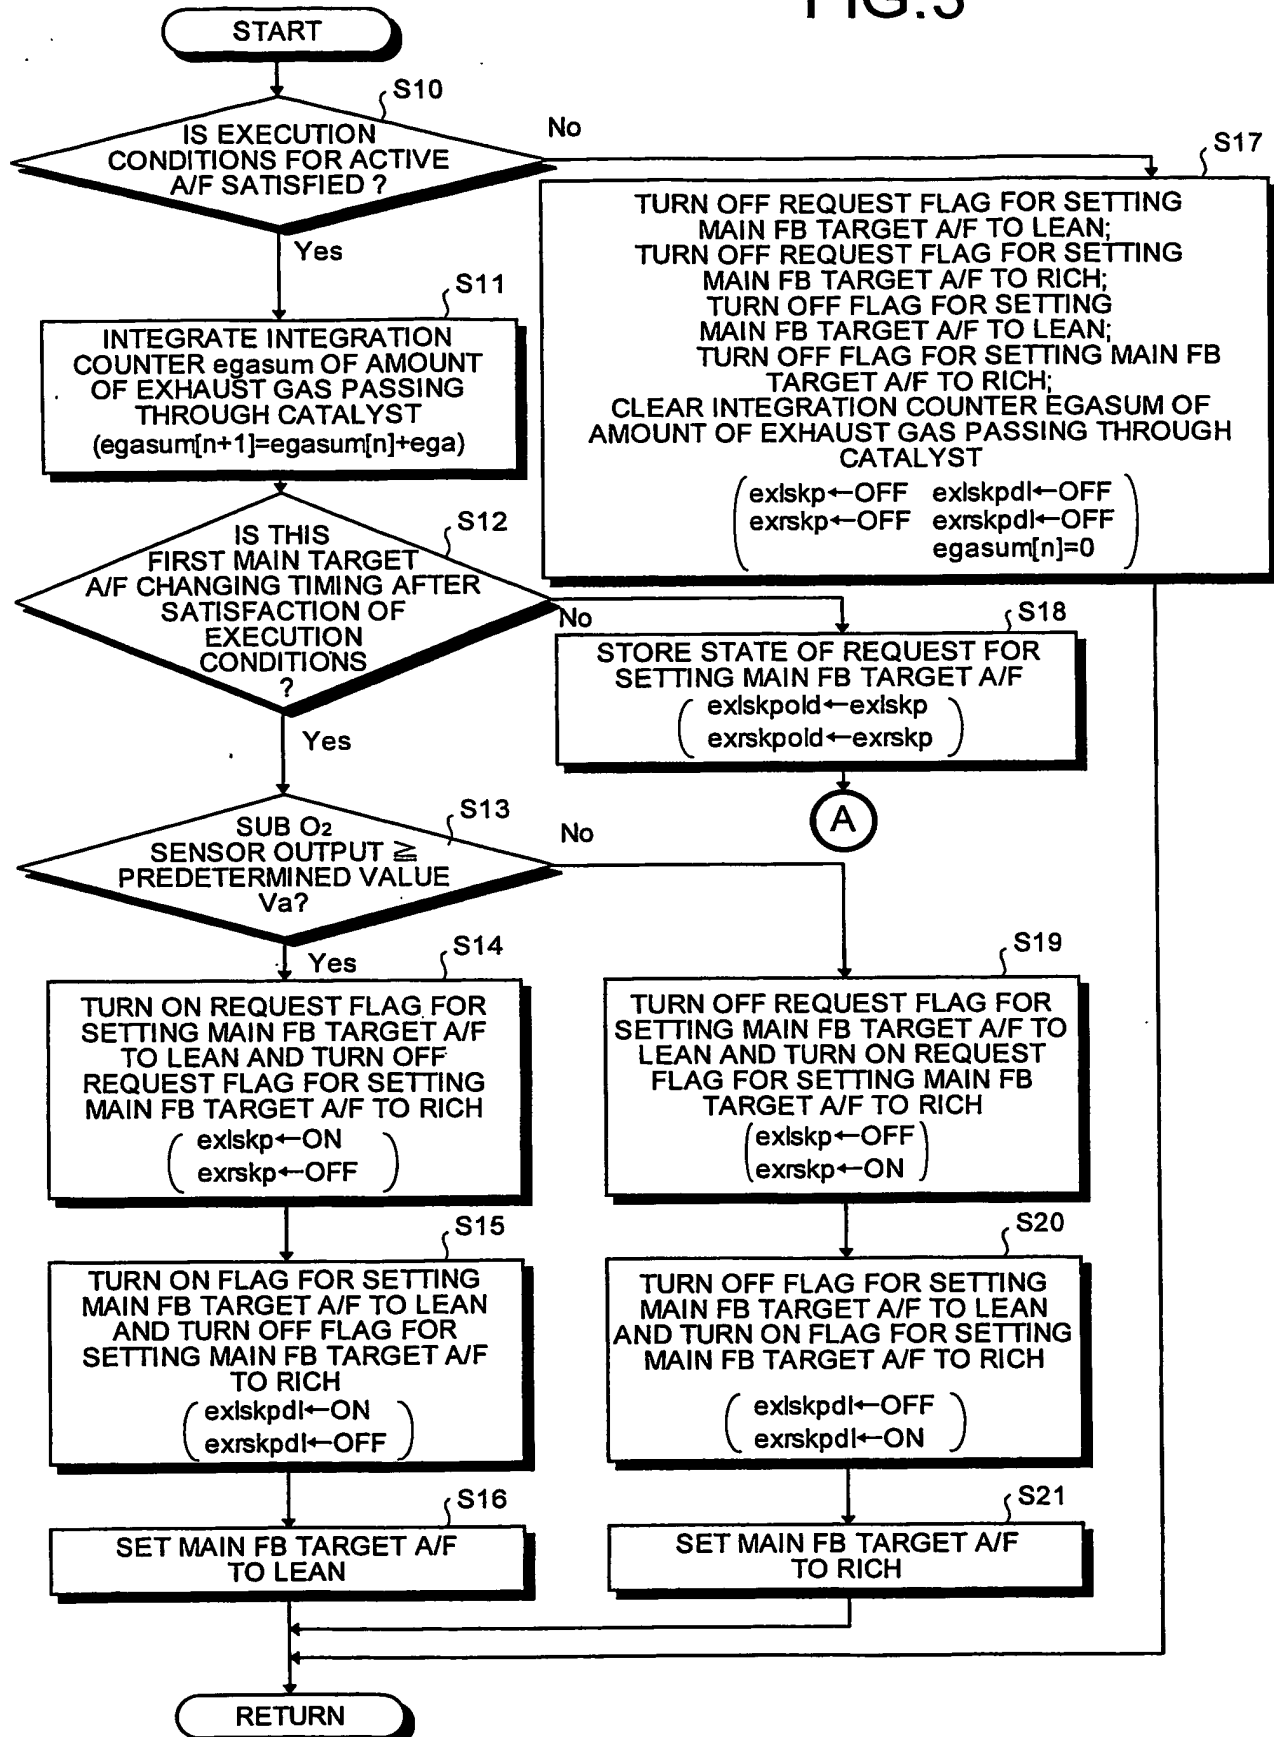 FIG.3
START
S10
IS EXECUTION
CONDITIONS FOR ACTIVE
A/F SATISFIED ?
No
Yes
S17
TURN OFF REQUEST FLAG FOR SETTING
MAIN FB TARGET A/F TO LEAN;
TURN OFF REQUEST FLAG FOR SETTING
MAIN FB TARGET A/F TO RICH;
TURN OFF FLAG FOR SETTING
MAIN FB TARGET A/F TO LEAN;
TURN OFF FLAG FOR SETTING MAIN FB
TARGET A/F TO RICH;
CLEAR INTEGRATION COUNTER EGASUM OF
AMOUNT OF EXHAUST GAS PASSING THROUGH
CATALYST
exlskp←OFF exlskpdl←OFF
exrskp←OFF exrskpdl←OFF
egasum[n]=0
S11
INTEGRATE INTEGRATION
COUNTER egasum OF AMOUNT
OF EXHAUST GAS PASSING
THROUGH CATALYST
(egasum[n+1]=egasum[n]+ega)
S12
IS THIS
FIRST MAIN TARGET
A/F CHANGING TIMING AFTER
SATISFACTION OF
EXECUTION
CONDITIONS
?
No
Yes
S18
STORE STATE OF REQUEST FOR
SETTING MAIN FB TARGET A/F
exlskpold←exlskp
exrskpold←exrskp
A
S13
SUB O2
SENSOR OUTPUT ≧
PREDETERMINED VALUE
Va?
No
Yes
S14
TURN ON REQUEST FLAG FOR
SETTING MAIN FB TARGET A/F
TO LEAN AND TURN OFF
REQUEST FLAG FOR SETTING
MAIN FB TARGET A/F TO RICH
exlskp←ON
exrskp←OFF
S19
TURN OFF REQUEST FLAG FOR
SETTING MAIN FB TARGET A/F TO
LEAN AND TURN ON REQUEST
FLAG FOR SETTING MAIN FB
TARGET A/F TO RICH
exlskp←OFF
exrskp←ON
S15
TURN ON FLAG FOR SETTING
MAIN FB TARGET A/F TO LEAN
AND TURN OFF FLAG FOR
SETTING MAIN FB TARGET A/F
TO RICH
exlskpdl←ON
exrskpdl←OFF
S20
TURN OFF FLAG FOR SETTING
MAIN FB TARGET A/F TO LEAN
AND TURN ON FLAG FOR SETTING
MAIN FB TARGET A/F TO RICH
exlskpdl←OFF
exrskpdl←ON
S16
SET MAIN FB TARGET A/F
TO LEAN
S21
SET MAIN FB TARGET A/F
TO RICH
RETURN